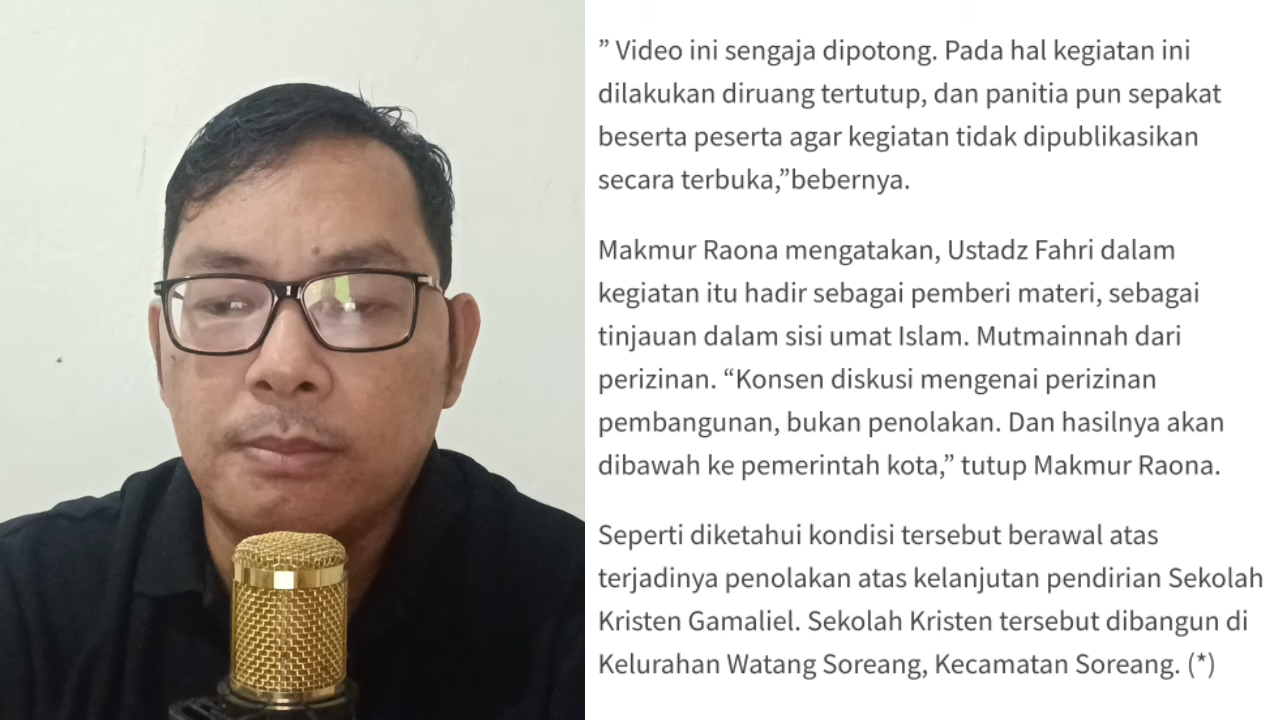 ” Video ini sengaja dipotong. Pada hal kegiatan ini
dilakukan diruang tertutup, dan panitia pun sepakat
beserta peserta agar kegiatan tidak dipublikasikan
secara terbuka,”bebernya.
Makmur Raona mengatakan, Ustadz Fahri dalam
kegiatan itu hadir sebagai pemberi materi, sebagai
tinjauan dalam sisi umat Islam. Mutmainnah dari
perizinan. “Konsen diskusi mengenai perizinan
pembangunan, bukan penolakan. Dan hasilnya akan
dibawah ke pemerintah kota,” tutup Makmur Raona.
Seperti diketahui kondisi tersebut berawal atas
terjadinya penolakan atas kelanjutan pendirian Sekolah
Kristen Gamaliel. Sekolah Kristen tersebut dibangun di
Kelurahan Watang Soreang, Kecamatan Soreang. (*)